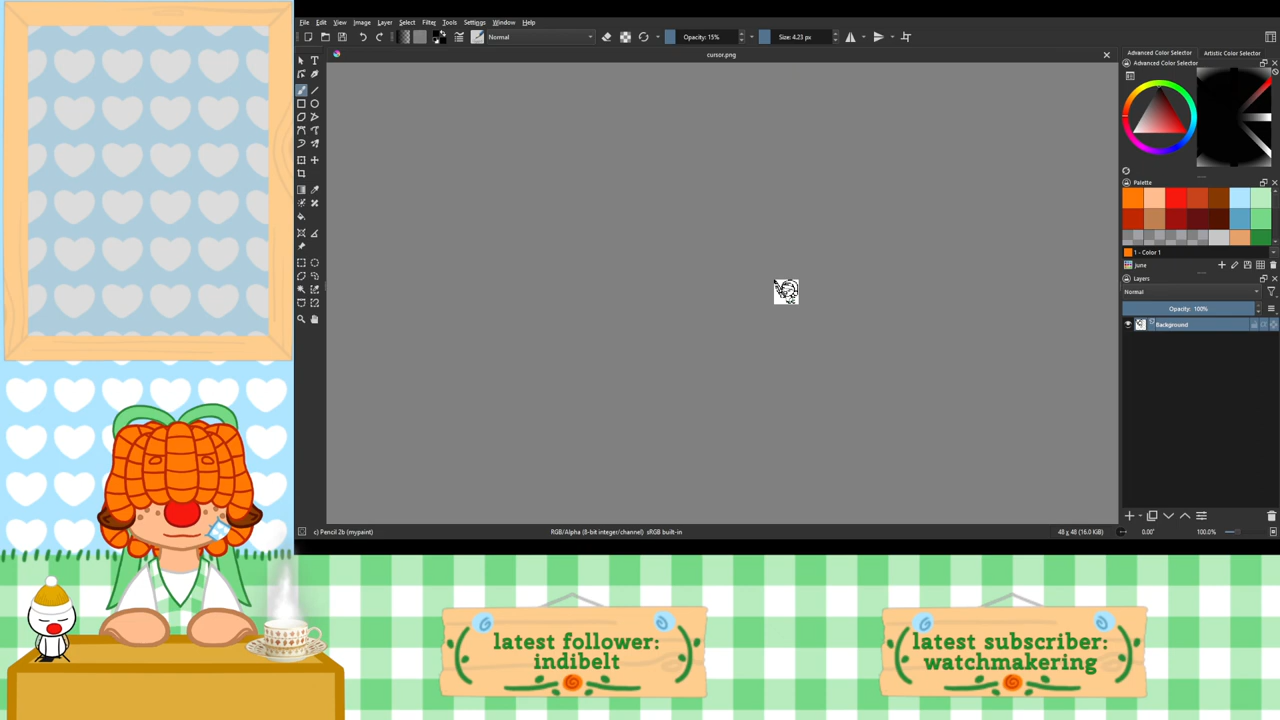 File Edit View Image Layer Select Filter Tools Settings Window Help
Normal
Opacity: 15%
Size: 4.23 px
cursor.png
Advanced Color Selector
Artistic Color Selector
Advanced Color Selector
Palette
1 - Color 1
June
Layers
Normal
Opacity: 100%
Background
c) Pencil 2b (mypaint)
RGB/Alpha (8-bit integer/channel) sRGB built-in
48 x 48 (16.0 KiB)
0.00°
100.0%
latest follower:
indibelt
latest subscriber:
watchmakering